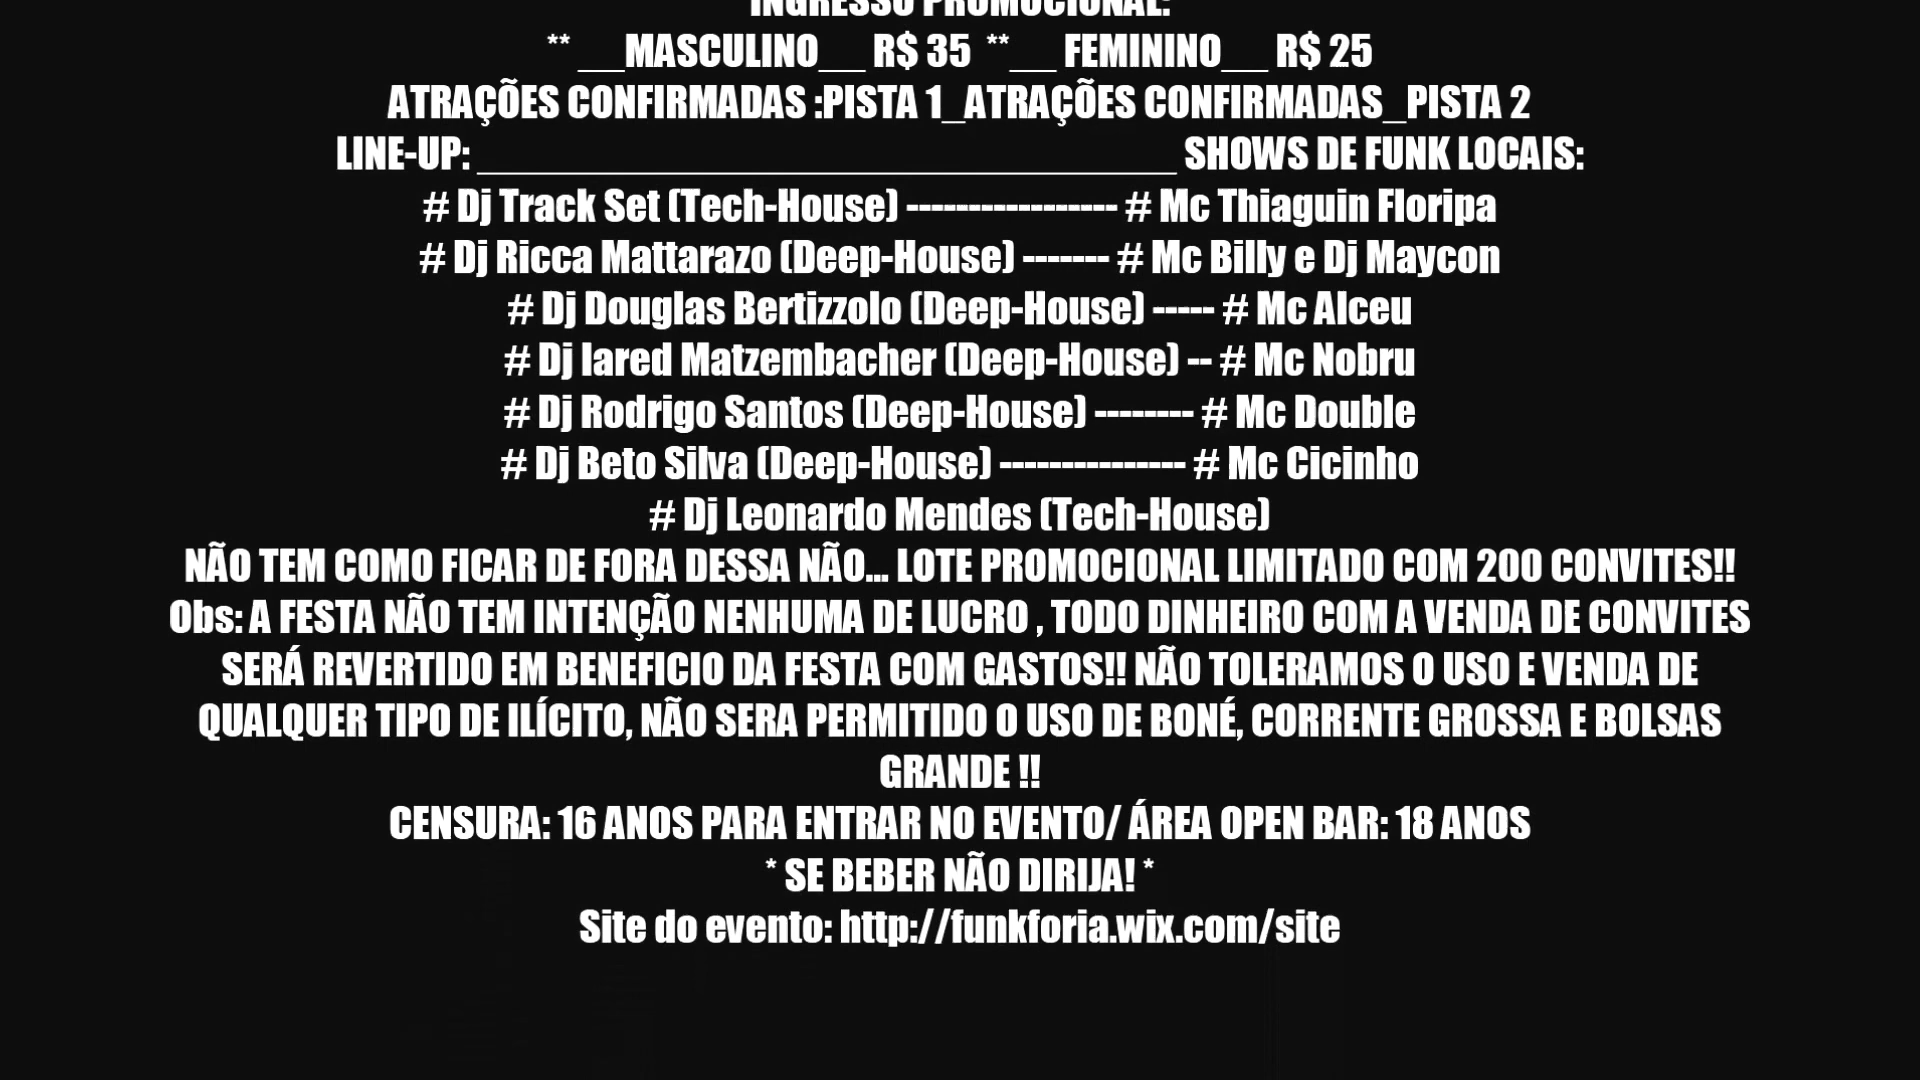 INGRESSO PROMOCIONAL:
** __MASCULINO__ R$ 35 **__ FEMININO__ R$ 25
ATRAÇÕES CONFIRMADAS :PISTA 1_ATRAÇÕES CONFIRMADAS_PISTA 2
LINE-UP: ______________________________ SHOWS DE FUNK LOCAIS:
# Dj Track Set (Tech-House) ----------------- # Mc Thiaguin Floripa
# Dj Ricca Mattarazo (Deep-House) ------- # Mc Billy e Dj Maycon
# Dj Douglas Bertizzolo (Deep-House) ----- # Mc Alceu
# Dj Iared Matzembacher (Deep-House) -- # Mc Nobru
# Dj Rodrigo Santos (Deep-House) -------- # Mc Double
# Dj Beto Silva (Deep-House) --------------- # Mc Cicinho
# Dj Leonardo Mendes (Tech-House)
NÃO TEM COMO FICAR DE FORA DESSA NÃO... LOTE PROMOCIONAL LIMITADO COM 200 CONVITES!!
Obs: A FESTA NÃO TEM INTENÇÃO NENHUMA DE LUCRO , TODO DINHEIRO COM A VENDA DE CONVITES
SERÁ REVERTIDO EM BENEFICIO DA FESTA COM GASTOS!! NÃO TOLERAMOS O USO E VENDA DE
QUALQUER TIPO DE ILÍCITO, NÃO SERA PERMITIDO O USO DE BONÉ, CORRENTE GROSSA E BOLSAS
GRANDE !!
CENSURA: 16 ANOS PARA ENTRAR NO EVENTO/ ÁREA OPEN BAR: 18 ANOS
* SE BEBER NÃO DIRIJA! *
Site do evento: http://funkforia.wix.com/site